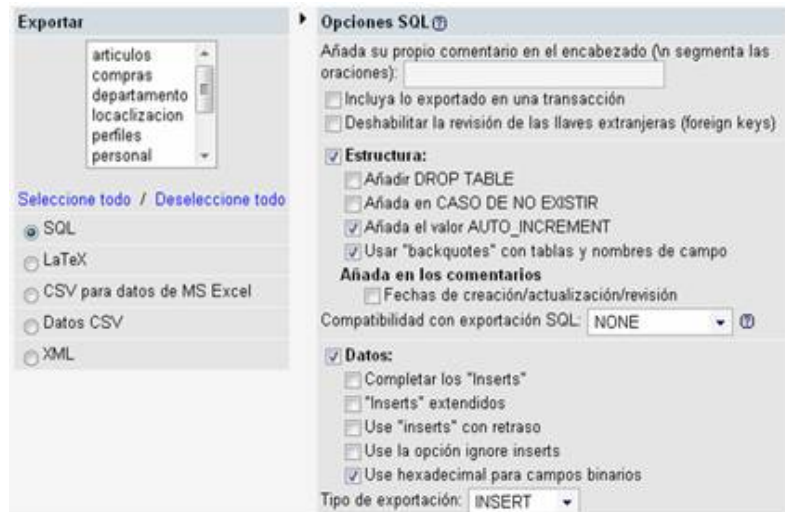 Exportar
articulos
compras
departamento
locaclizacion
perfiles
personal
Seleccione todo / Deseleccione todo
SQL
LaTeX
CSV para datos de MS Excel
Datos CSV
XML
Opciones SQL
Añada su propio comentario en el encabezado (\n segmenta las
oraciones):
Incluya lo exportado en una transacción
Deshabilitar la revisión de las llaves extranjeras (foreign keys)
Estructura:
Añadir DROP TABLE
Añada en CASO DE NO EXISTIR
Añada el valor AUTO_INCREMENT
Usar "backquotes" con tablas y nombres de campo
Añada en los comentarios
Fechas de creación/actualización/revisión
Compatibilidad con exportación SQL: NONE
Datos:
Completar los "Inserts"
"Inserts" extendidos
Use "inserts" con retraso
Use la opción ignore inserts
Use hexadecimal para campos binarios
Tipo de exportación: INSERT